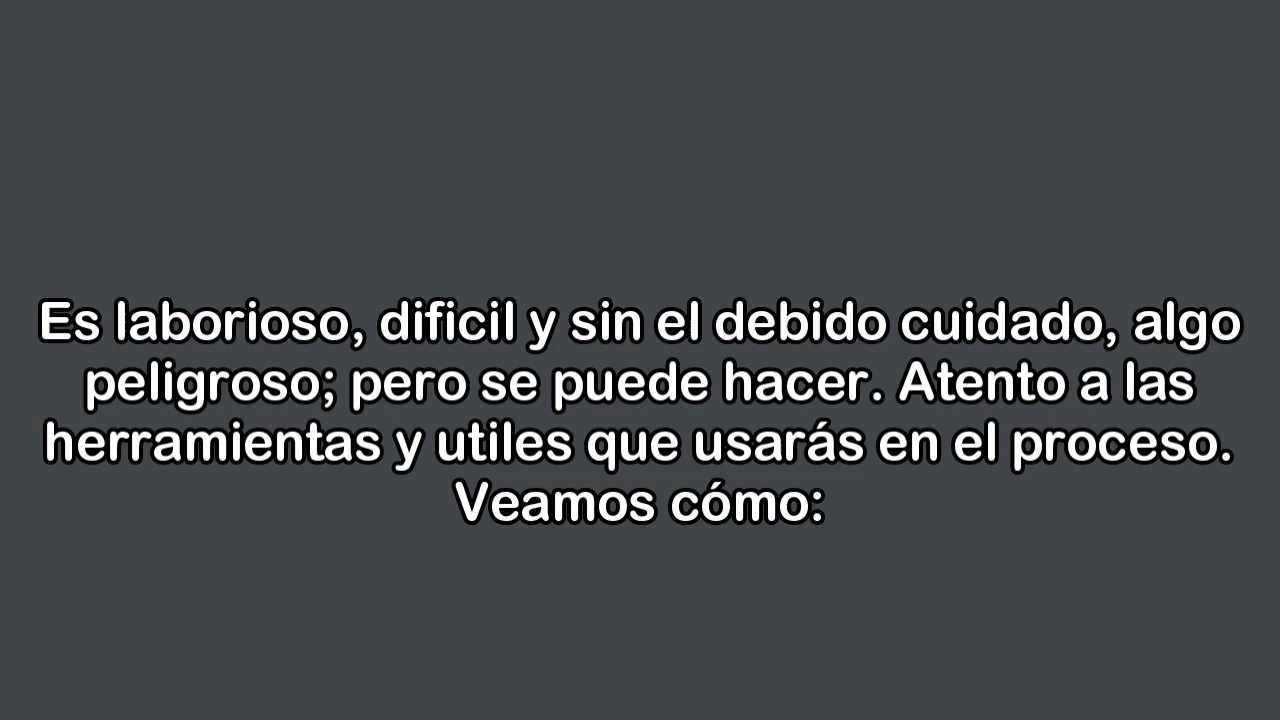 Es laborioso, dificil y sin el debido cuidado, algo
peligroso; pero se puede hacer. Atento a las
herramientas y utiles que usarás en el proceso.
Veamos cómo: